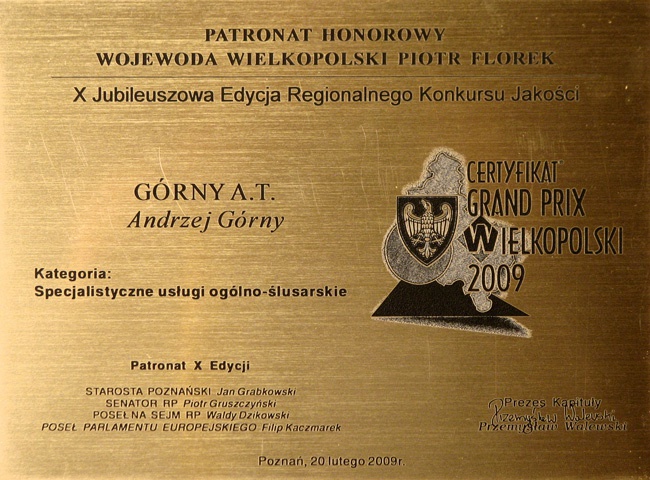 PATRONAT HONOROWY
WOJEWODA WIELKOPOLSKI PIOTR FLOREK
X Jubileuszowa Edycja Regionalnego Konkursu Jakości
GÓRNY A.T.
Andrzej Górny
CERTYFIKAT
GRAND PRIX
WIELKOPOLSKI
2009
Kategoria:
Specjalistyczne usługi ogólno-ślusarskie
Patronat X Edycji
STAROSTA POZNAŃSKI Jan Grabkowski
SENATOR RP Piotr Gruszczyński
POSEŁ NA SEJM RP Waldy Dzikowski
POSEŁ PARLAMENTU EUROPEJSKIEGO Filip Kaczmarek
Prezes Kapituły
Przemysław Walewski
Przemysław Walewski
Poznań, 20 lutego 2009r.